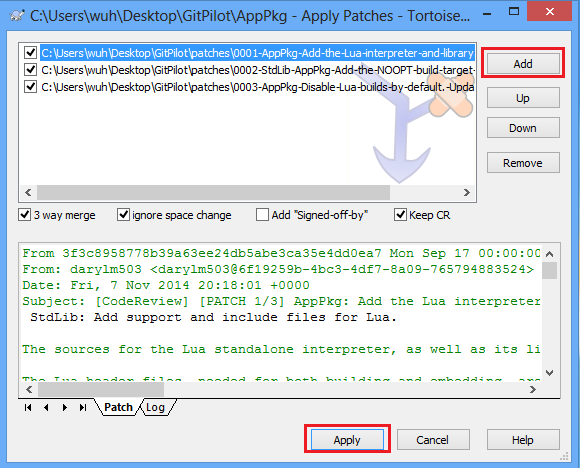 C:\Users\wuh\Desktop\GitPilot\AppPkg - Apply Patches - Tortoise...
C:\Users\wuh\Desktop\GitPilot\patches\0001-AppPkg-Add-the-Lua-interpreter-and-library
C:\Users\wuh\Desktop\GitPilot\patches\0002-StdLib-AppPkg-Add-the-NOOPT-build-target-
C:\Users\wuh\Desktop\GitPilot\patches\0003-AppPkg-Disable-Lua-builds-by-default.-Upda
Add
Up
Down
Remove
3 way merge
ignore space change
Add "Signed-off-by"
Keep CR
From 3f3c8958778b39a63ee24db5abe3ca35e4dd0ea7 Mon Sep 17 00:00:00
From: darylm503 <darylm503@6f19259b-4bc3-4df7-8a09-765794883524>
Date: Fri, 7 Nov 2014 20:18:01 +0000
Subject: [CodeReview] [PATCH 1/3] AppPkg: Add the Lua interpreter
StdLib: Add support and include files for Lua.
The sources for the Lua standalone interpreter, as well as its li
The Lua header files, needed for both building and embedding, are
Patch
Log
Apply
Cancel
Help